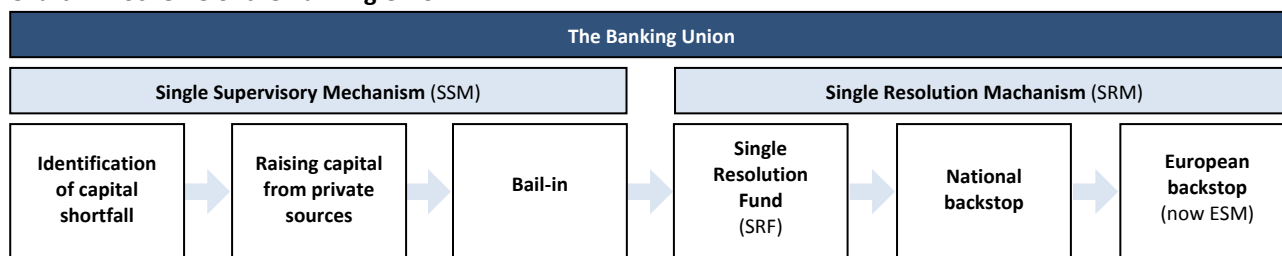 The Banking Union
Single Supervisory Mechanism (SSM)
Single Resolution Machanism (SRM)
Identification
of capital
shortfall
Raising capital
from private
sources
Bail-in
Single
Resolution
Fund
(SRF)
National
backstop
European
backstop
(now ESM)